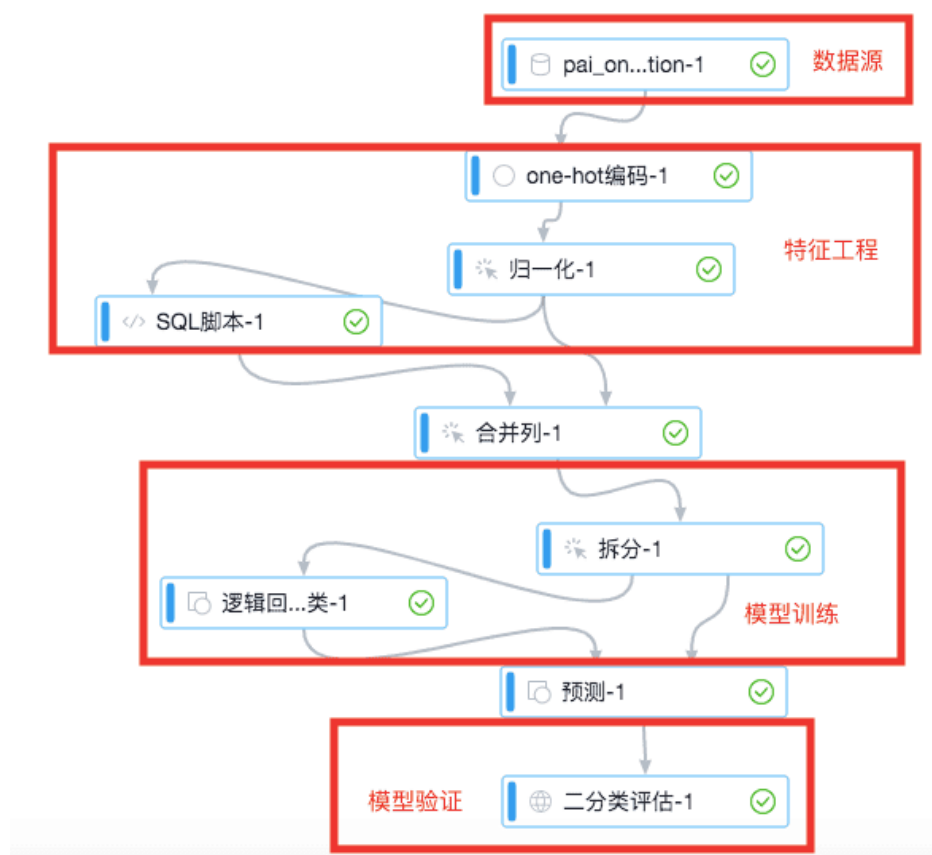 pai_on...tion-1
数据源
one-hot编码-1
特征工程
归一化-1
SQL脚本-1
合并列-1
拆分-1
逻辑回...类-1
模型训练
预测-1
模型验证
二分类评估-1